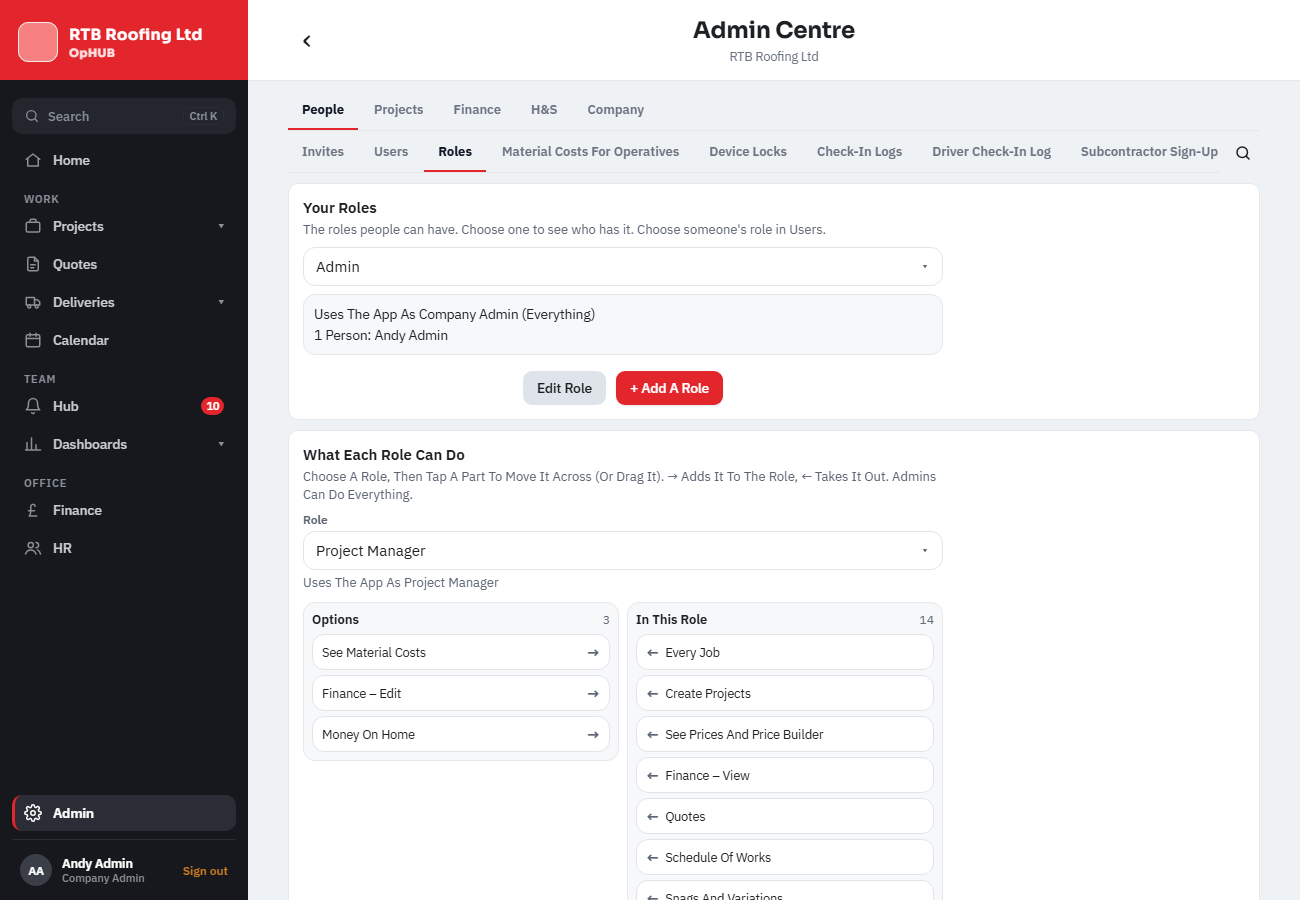 RTB Roofing Ltd
OpHUB
Search
Ctrl K
Home
WORK
Projects
Quotes
Deliveries
Calendar
TEAM
Hub
10
Dashboards
OFFICE
Finance
HR
Admin
AA
Andy Admin
Company Admin
Sign out
Admin Centre
RTB Roofing Ltd
People
Projects
Finance
H&S
Company
Invites
Users
Roles
Material Costs For Operatives
Device Locks
Check-In Logs
Driver Check-In Log
Subcontractor Sign-Up
Your Roles
The roles people can have. Choose one to see who has it. Choose someone's role in Users.
Admin
Uses The App As Company Admin (Everything)
1 Person: Andy Admin
Edit Role
+ Add A Role
What Each Role Can Do
Choose A Role, Then Tap A Part To Move It Across (Or Drag It). → Adds It To The Role, ← Takes It Out. Admins
Can Do Everything.
Role
Project Manager
Uses The App As Project Manager
Options
3
See Material Costs →
Finance – Edit →
Money On Home →
In This Role
14
← Every Job
← Create Projects
← See Prices And Price Builder
← Finance – View
← Quotes
← Schedule Of Works
← Snags And Variations